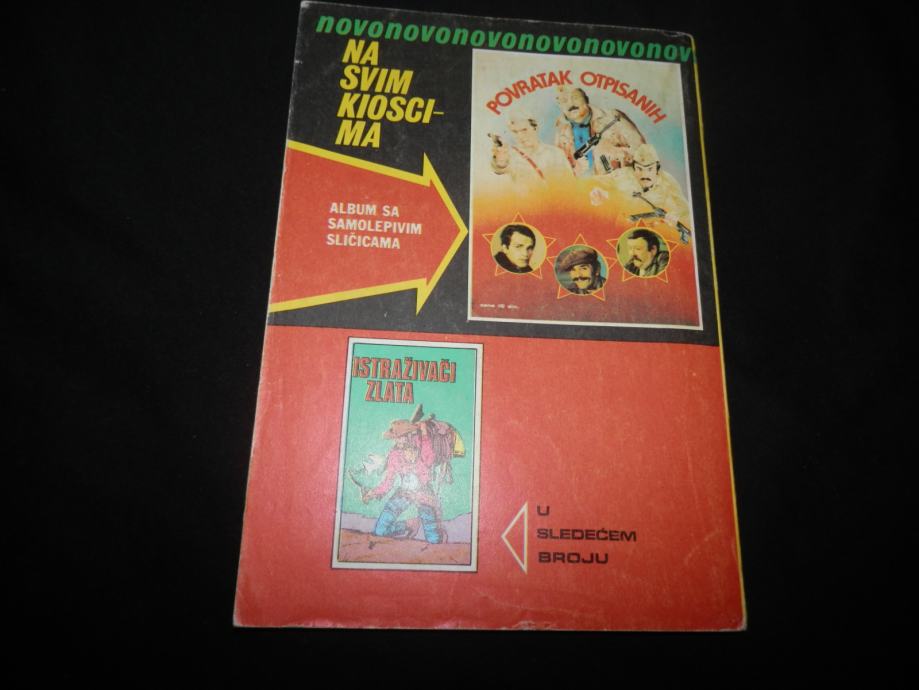 novonovonovonovonovonov
NA
SVIM
KIOSCI-
MA
POVRATAK OTPISANIH
ALBUM SA
SAMOLEPIVIM
SLIČICAMA
ISTRAŽIVAČI
ZLATA
U
SLEDEĆEM
BROJU